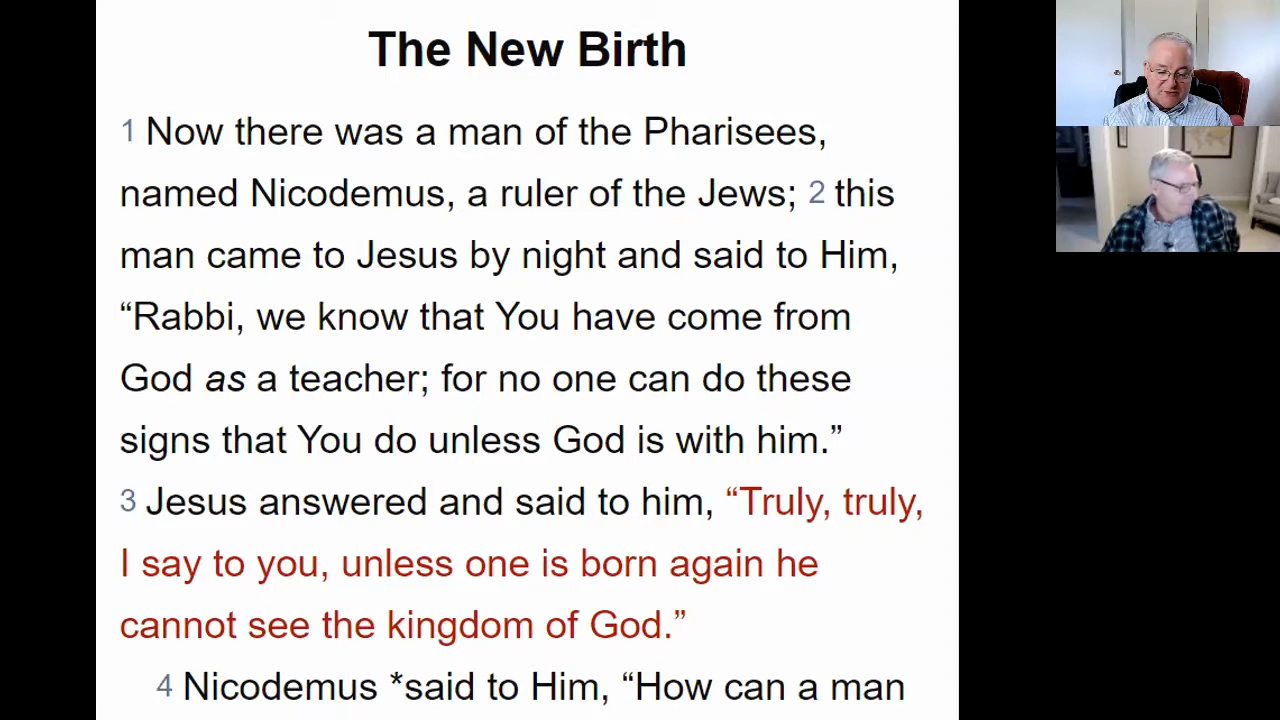 The New Birth
1 Now there was a man of the Pharisees,
named Nicodemus, a ruler of the Jews; 2 this
man came to Jesus by night and said to Him,
“Rabbi, we know that You have come from
God as a teacher; for no one can do these
signs that You do unless God is with him.”
3 Jesus answered and said to him, “Truly, truly,
I say to you, unless one is born again he
cannot see the kingdom of God.”
4 Nicodemus *said to Him, “How can a man